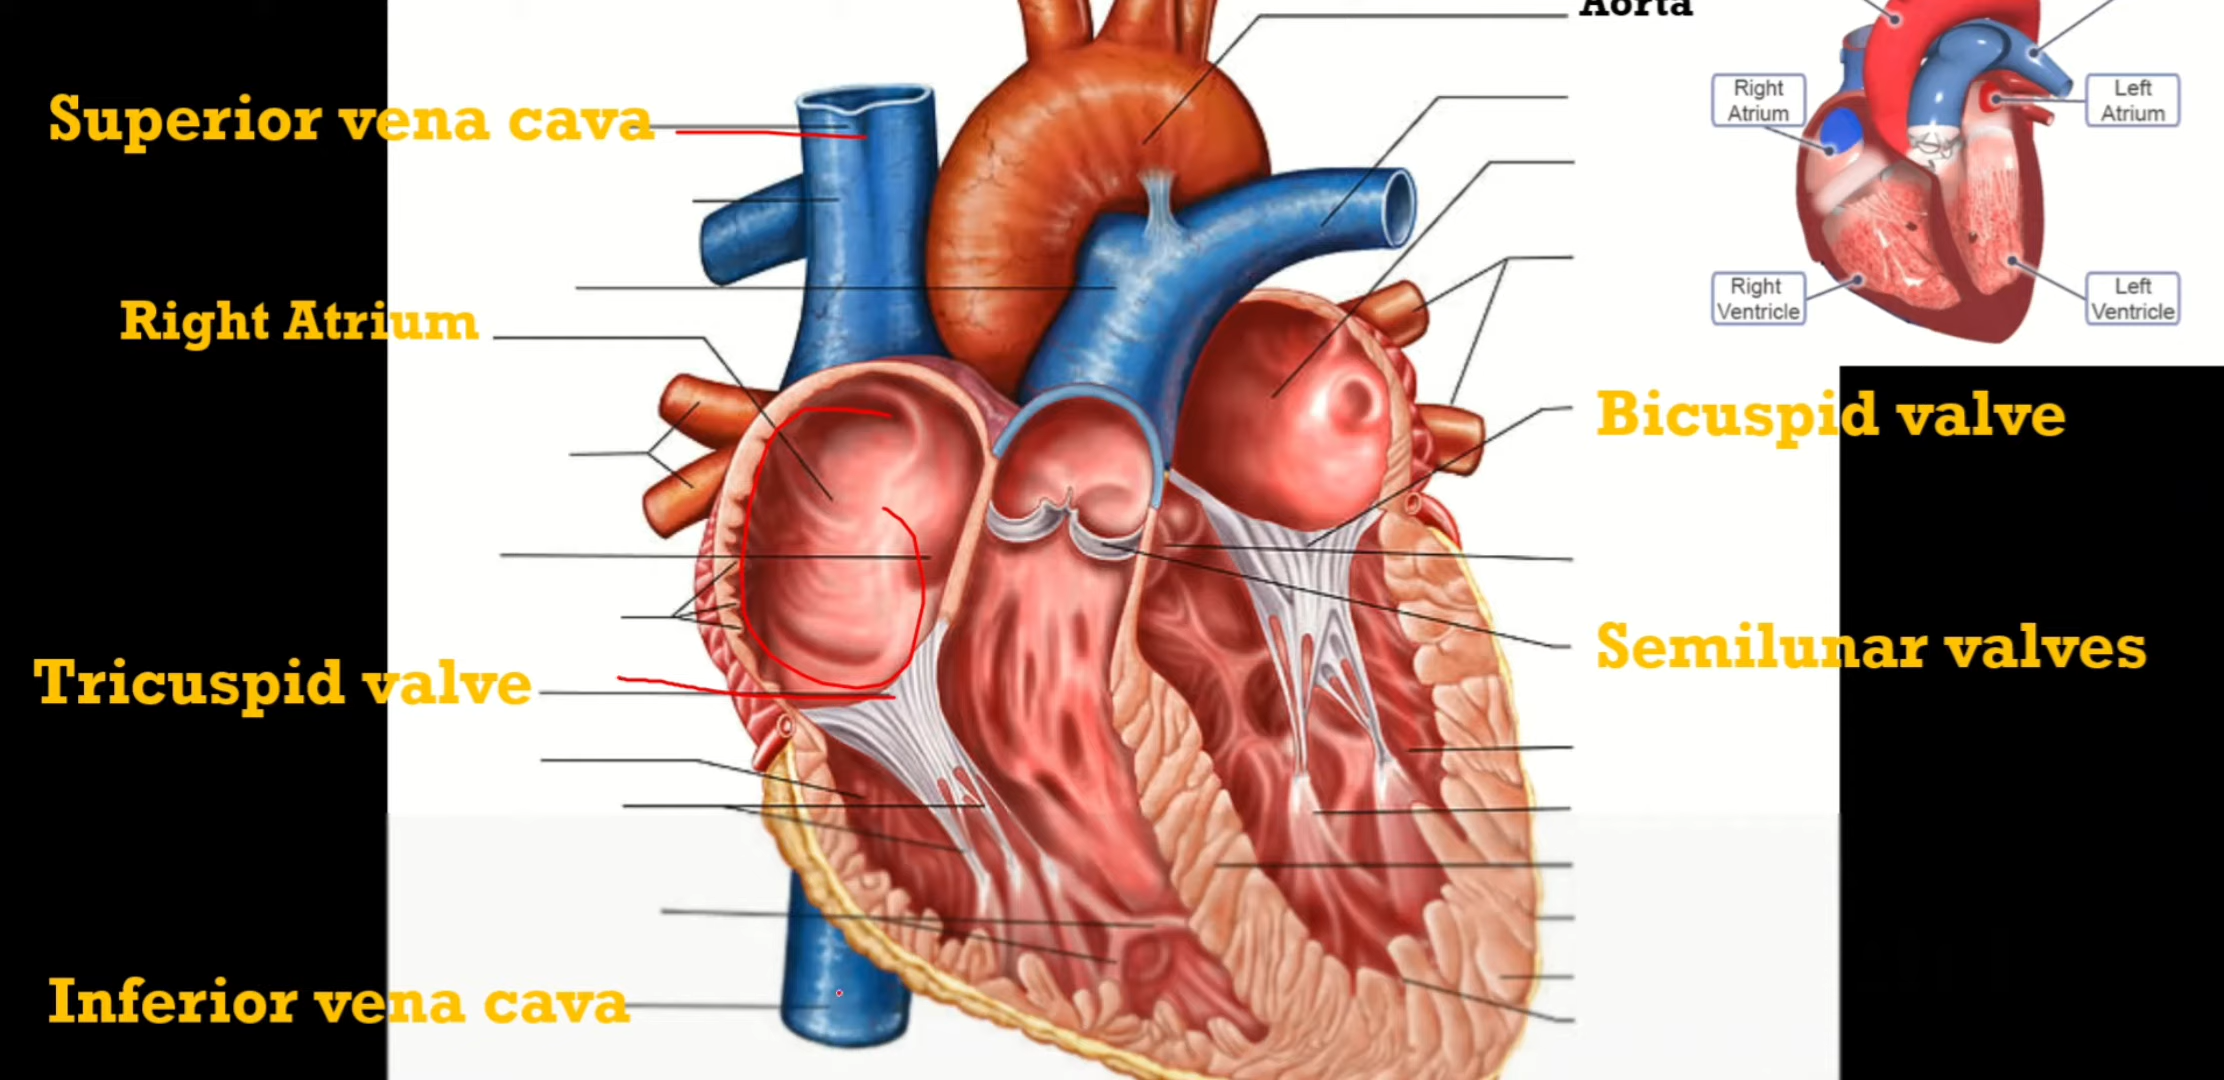 Aorta
Superior vena cava
Right Atrium
Tricuspid valve
Inferior vena cava
Bicuspid valve
Semilunar valves
Right
Atrium
Left
Atrium
Right
Ventricle
Left
Ventricle